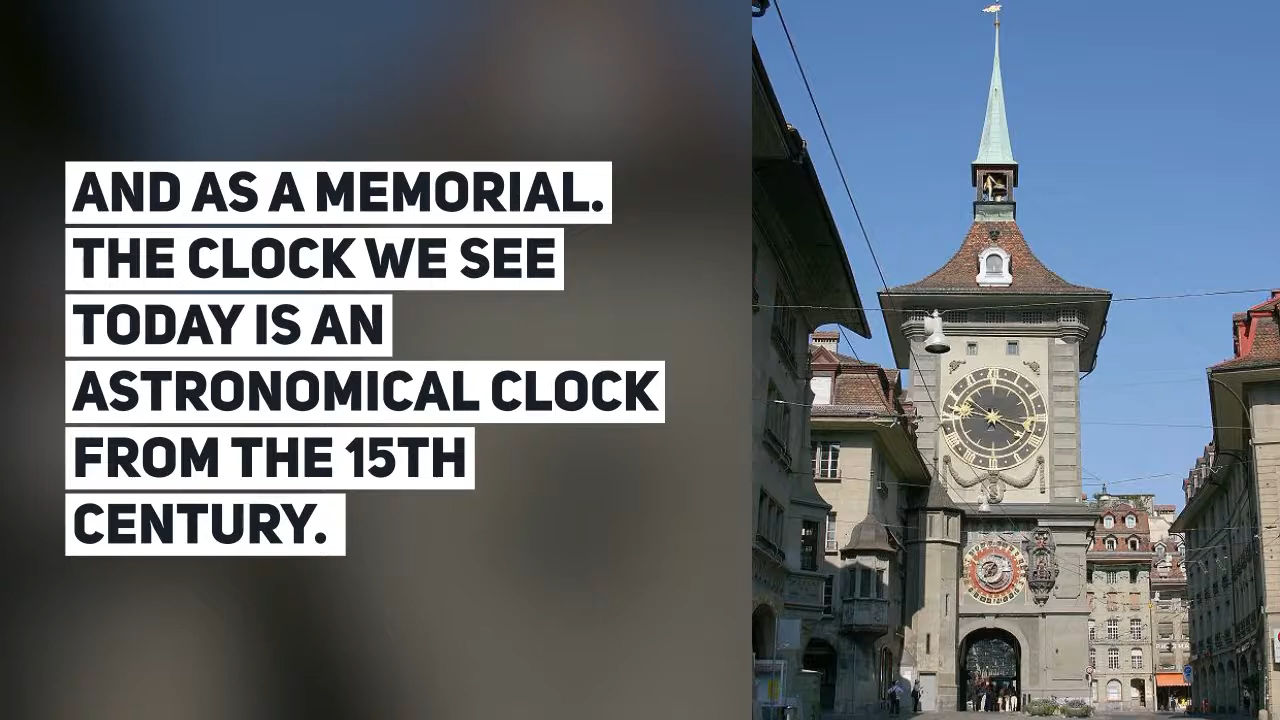 AND AS A MEMORIAL.
THE CLOCK WE SEE
TODAY IS AN
ASTRONOMICAL CLOCK
FROM THE 15TH
CENTURY.